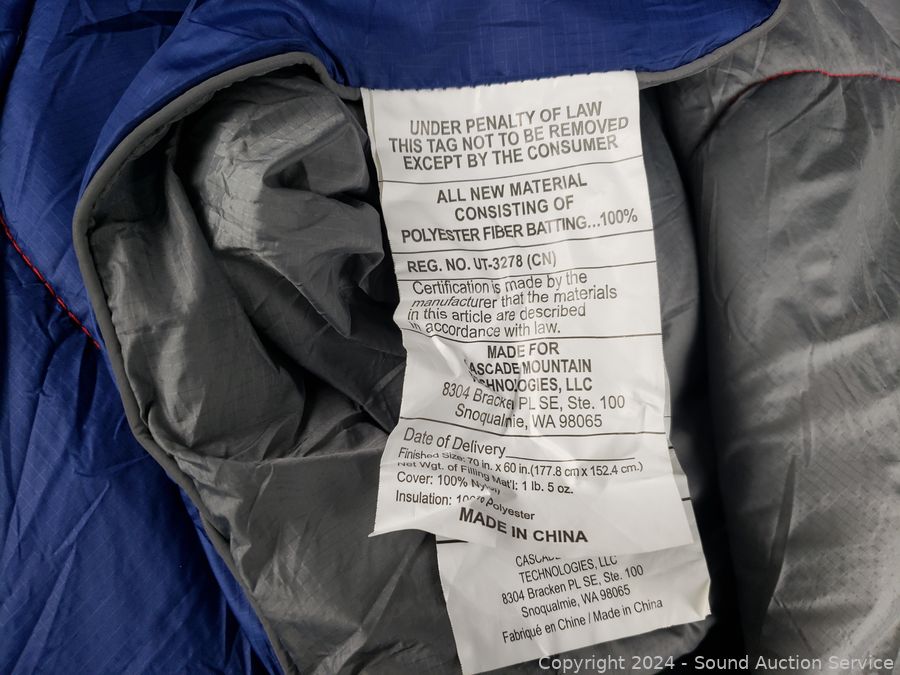 UNDER PENALTY OF LAW
THIS TAG NOT TO BE REMOVED
EXCEPT BY THE CONSUMER
ALL NEW MATERIAL
CONSISTING OF
POLYESTER FIBER BATTING...100%
REG. NO. UT-3278 (CN)
Certification is made by the
manufacturer that the materials
in this article are described
in accordance with law.
MADE FOR
CASCADE MOUNTAIN
TECHNOLOGIES, LLC
8304 Bracken PL SE, Ste. 100
Snoqualmie, WA 98065
Date of Delivery
Finished Size: 70 in. x 60 in.(177.8 cm x 152.4 cm.)
Net Wgt. of Filling Mat'l: 1 lb. 5 oz.
Cover: 100% Nylon
Insulation: 100% Polyester
MADE IN CHINA
CASCADE
TECHNOLOGIES, LLC
8304 Bracken PL SE, Ste. 100
Snoqualmie, WA 98065
Fabriqué en Chine / Made in China
Copyright 2024 - Sound Auction Service